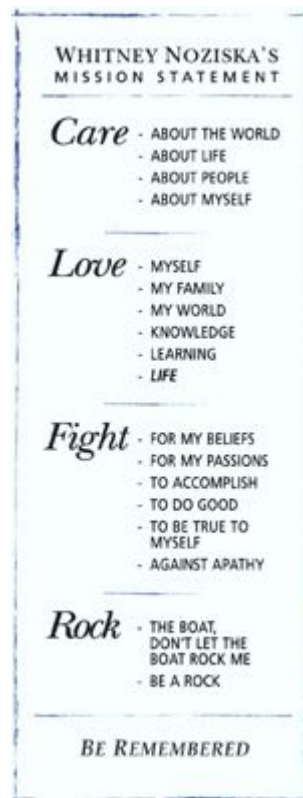 WHITNEY NOZISKA'S
MISSION STATEMENT
Care - ABOUT THE WORLD
- ABOUT LIFE
- ABOUT PEOPLE
- ABOUT MYSELF
Love - MYSELF
- MY FAMILY
- MY WORLD
- KNOWLEDGE
- LEARNING
- LIFE
Fight - FOR MY BELIEFS
- FOR MY PASSIONS
- TO ACCOMPLISH
- TO DO GOOD
- TO BE TRUE TO
MYSELF
- AGAINST APATHY
Rock - THE BOAT,
DON'T LET THE
BOAT ROCK ME
- BE A ROCK
BE REMEMBERED